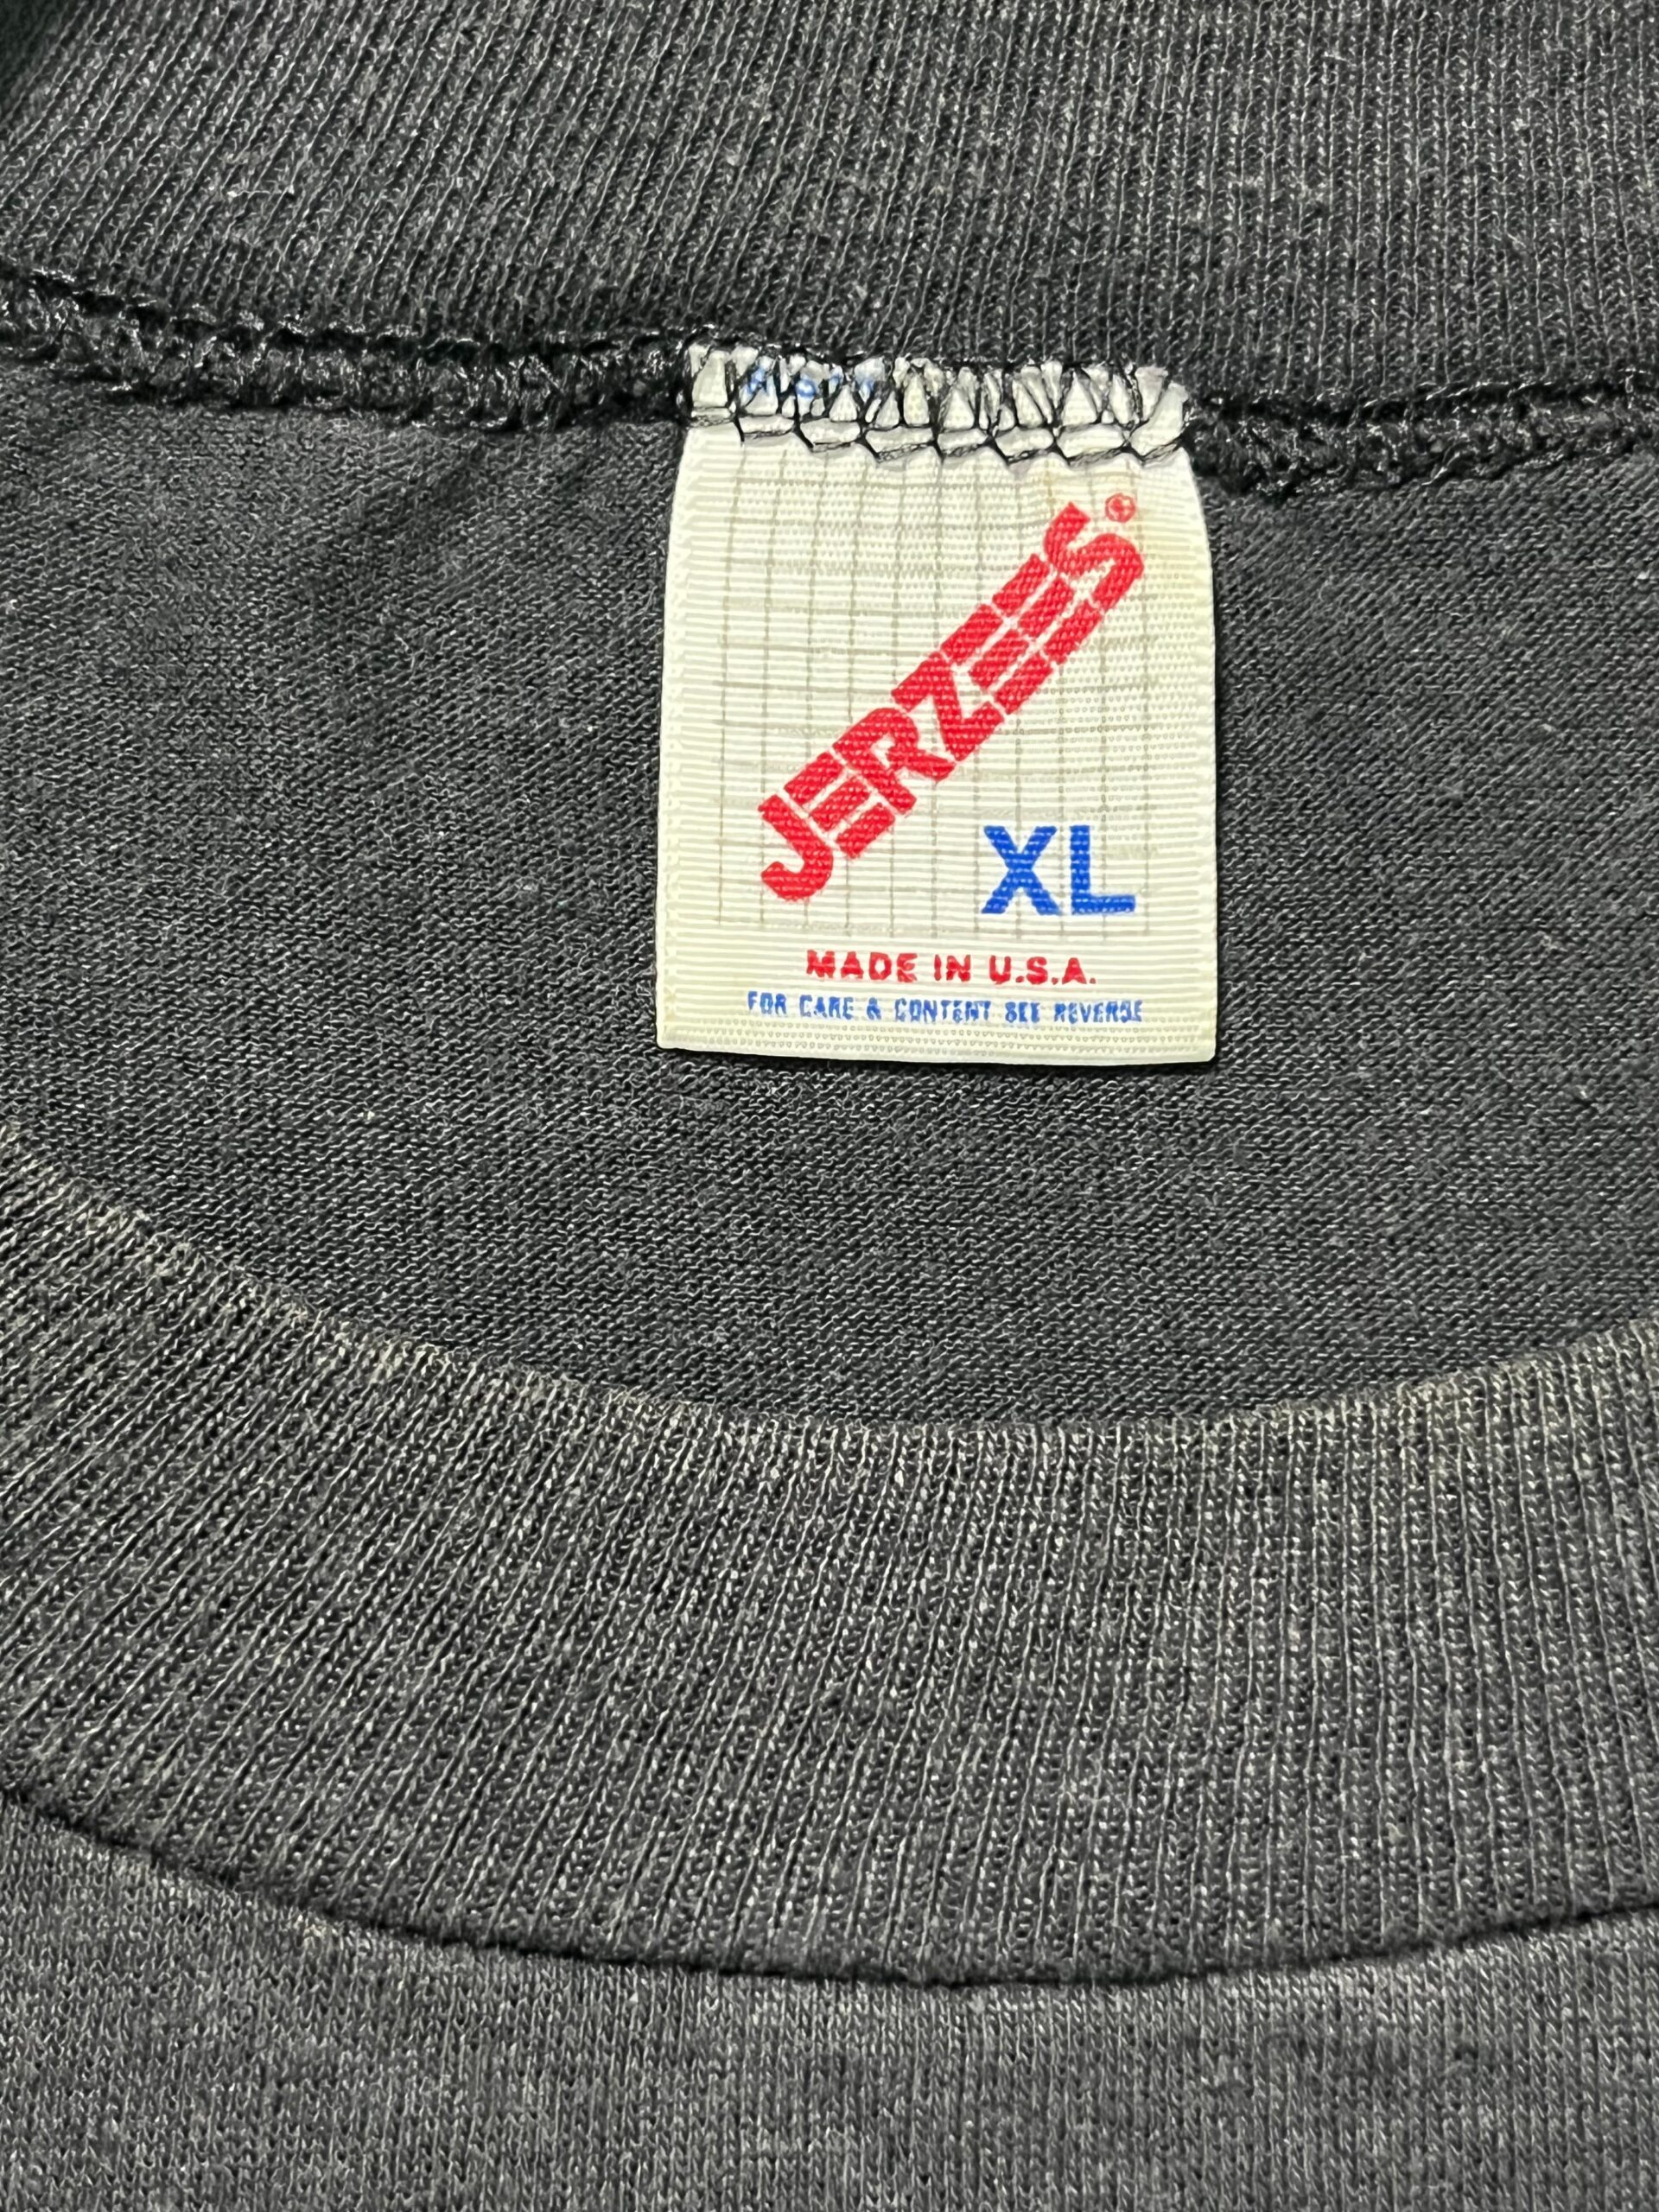 JERZEES®
XL
MADE IN U.S.A.
FOR CARE & CONTENT SEE REVERSE